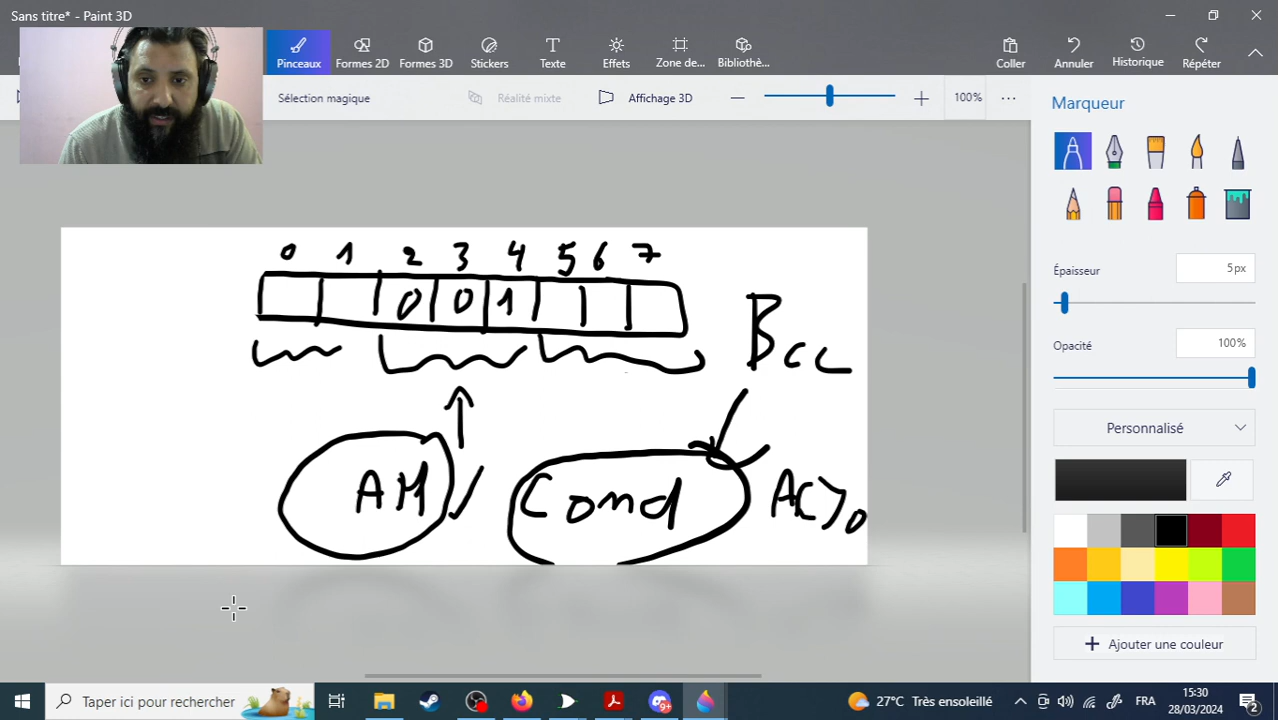 Sans titre* - Paint 3D
Pinceaux
Formes 2D
Formes 3D
Stickers
Texte
Effets
Zone de...
Bibliothè...
Coller
Annuler
Historique
Répéter
Sélection magique
Réalité mixte
Affichage 3D
100%
Marqueur
Épaisseur
5px
Opacité
100%
Personnalisé
Ajouter une couleur
0 1 2 3 4 5 6 7
0 0 1
Bcc
AM / Cond AC>0
Taper ici pour rechercher
9+
27°C Très ensoleillé
FRA
15:30
28/03/2024
2